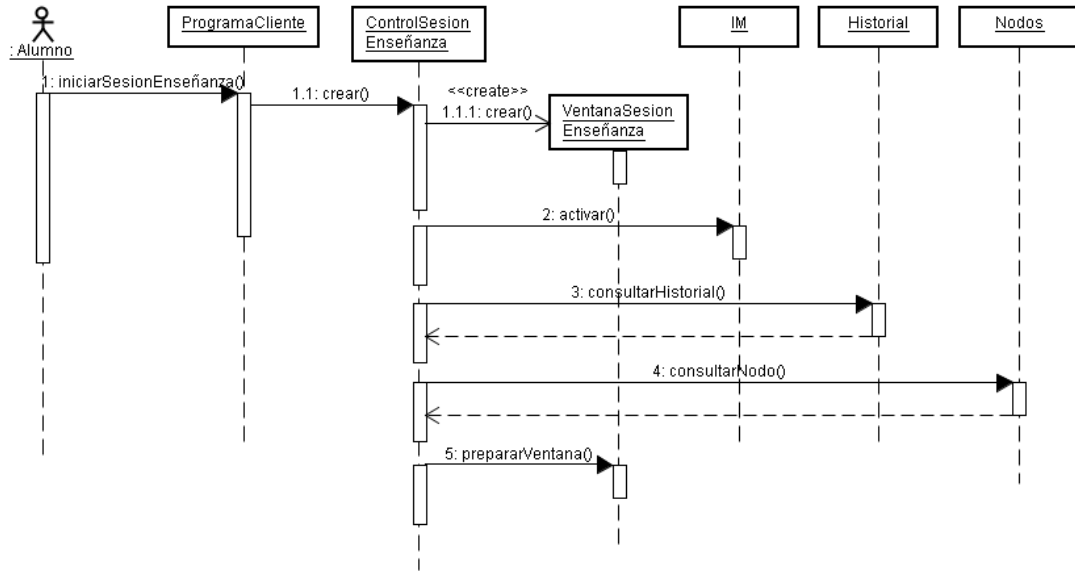 : Alumno
ProgramaCliente
ControlSesion
Enseñanza
IM
Historial
Nodos
1: iniciarSesionEnseñanza()
1.1: crear()
<<create>>
1.1.1: crear()
VentanaSesion
Enseñanza
2: activar()
3: consultarHistorial()
4: consultarNodo()
5: prepararVentana()